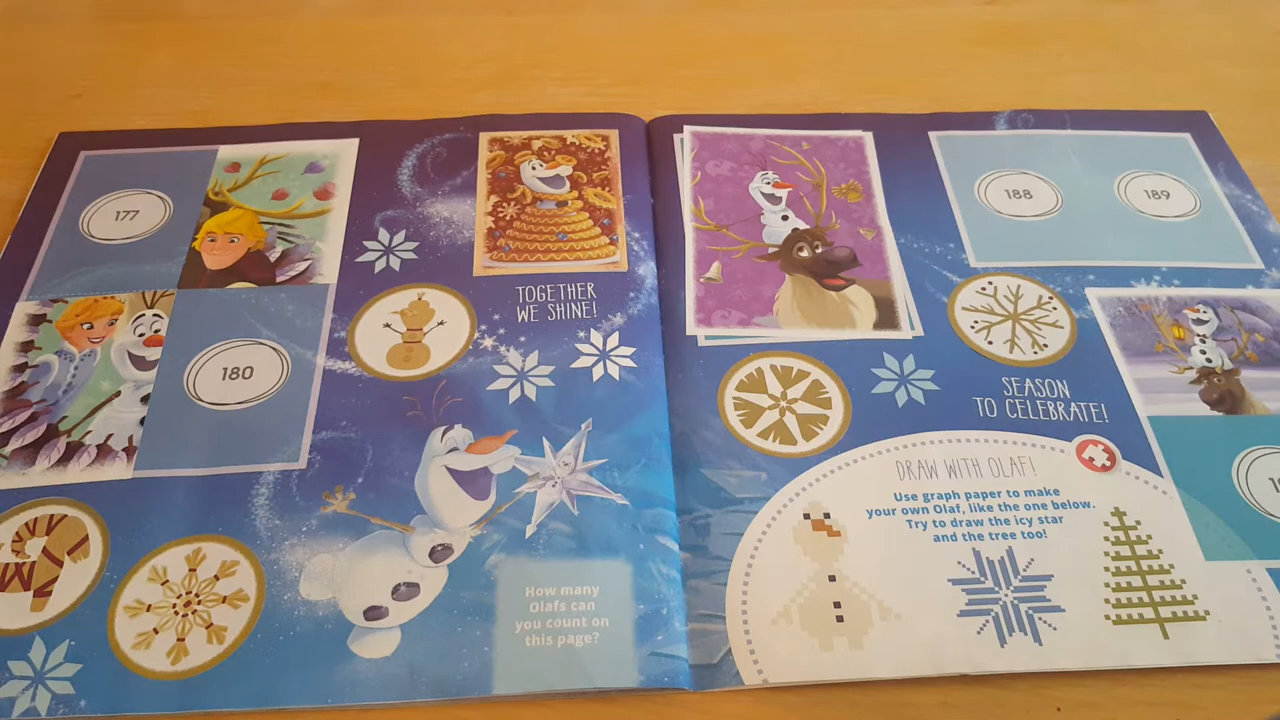 177
180
TOGETHER
WE SHINE!
How many
Olafs can
you count on
this page?
188
189
SEASON
TO CELEBRATE!
DRAW WITH OLAF!
Use graph paper to make
your own Olaf, like the one below.
Try to draw the icy star
and the tree too!